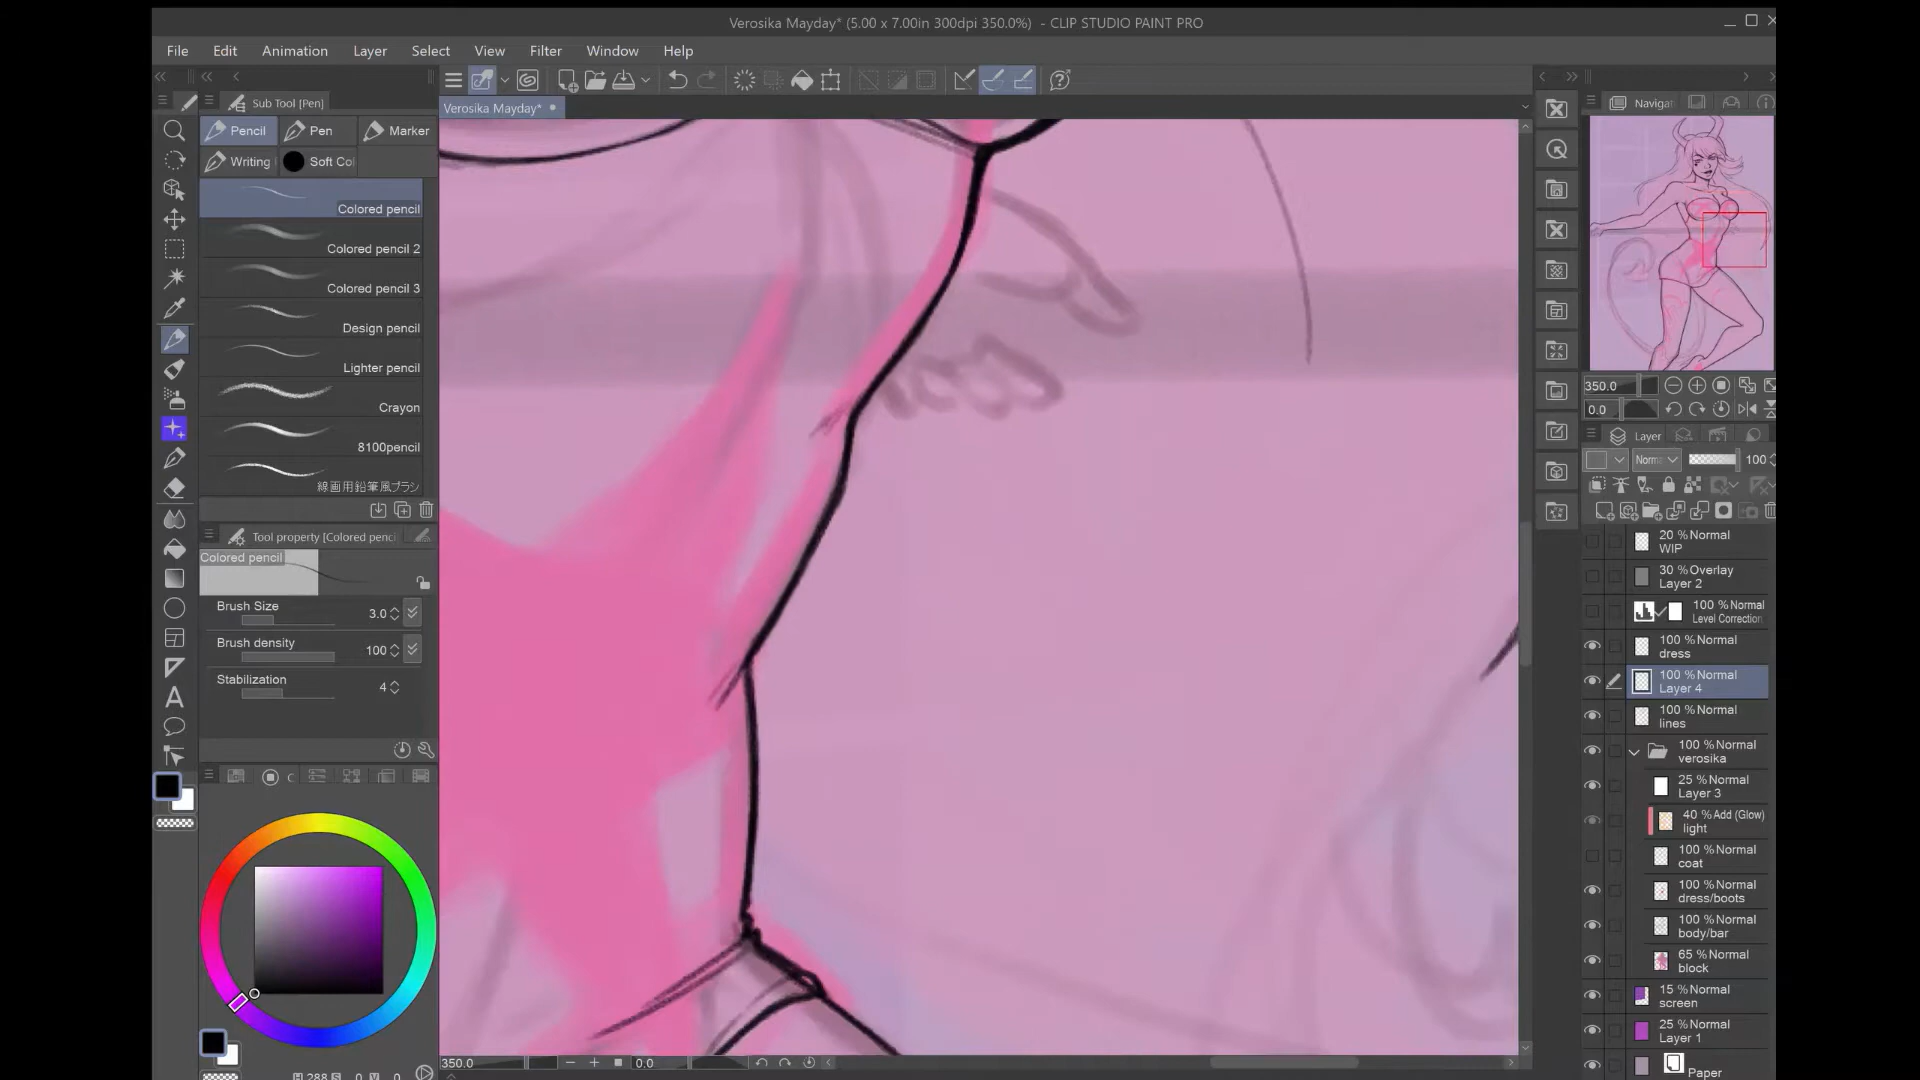 Verosika Mayday* (5.00 x 7.00in 300dpi 350.0%) - CLIP STUDIO PAINT PRO
File Edit Animation Layer Select View Filter Window Help
Sub Tool [Pen]
Verosika Mayday*
Navigat
Pencil Pen Marker
Writing Soft Col
Colored pencil
Colored pencil 2
Colored pencil 3
Design pencil
Lighter pencil
Crayon
8100pencil
線画用鉛筆風ブラシ
Tool property [Colored penci
Colored pencil
Brush Size 3.0
Brush density 100
Stabilization 4
C
A
350.0
0.0
Layer
Norm 100
20 %Normal
WIP
30 %Overlay
Layer 2
100 %Normal
Level Correction
100 %Normal
dress
100 %Normal
Layer 4
100 %Normal
lines
100 %Normal
verosika
25 %Normal
Layer 3
40 %Add (Glow)
light
100 %Normal
coat
100 %Normal
dress/boots
100 %Normal
body/bar
65 %Normal
block
15 %Normal
screen
25 %Normal
Layer 1
Paper
350.0 0.0
H 288 S 0 V 0